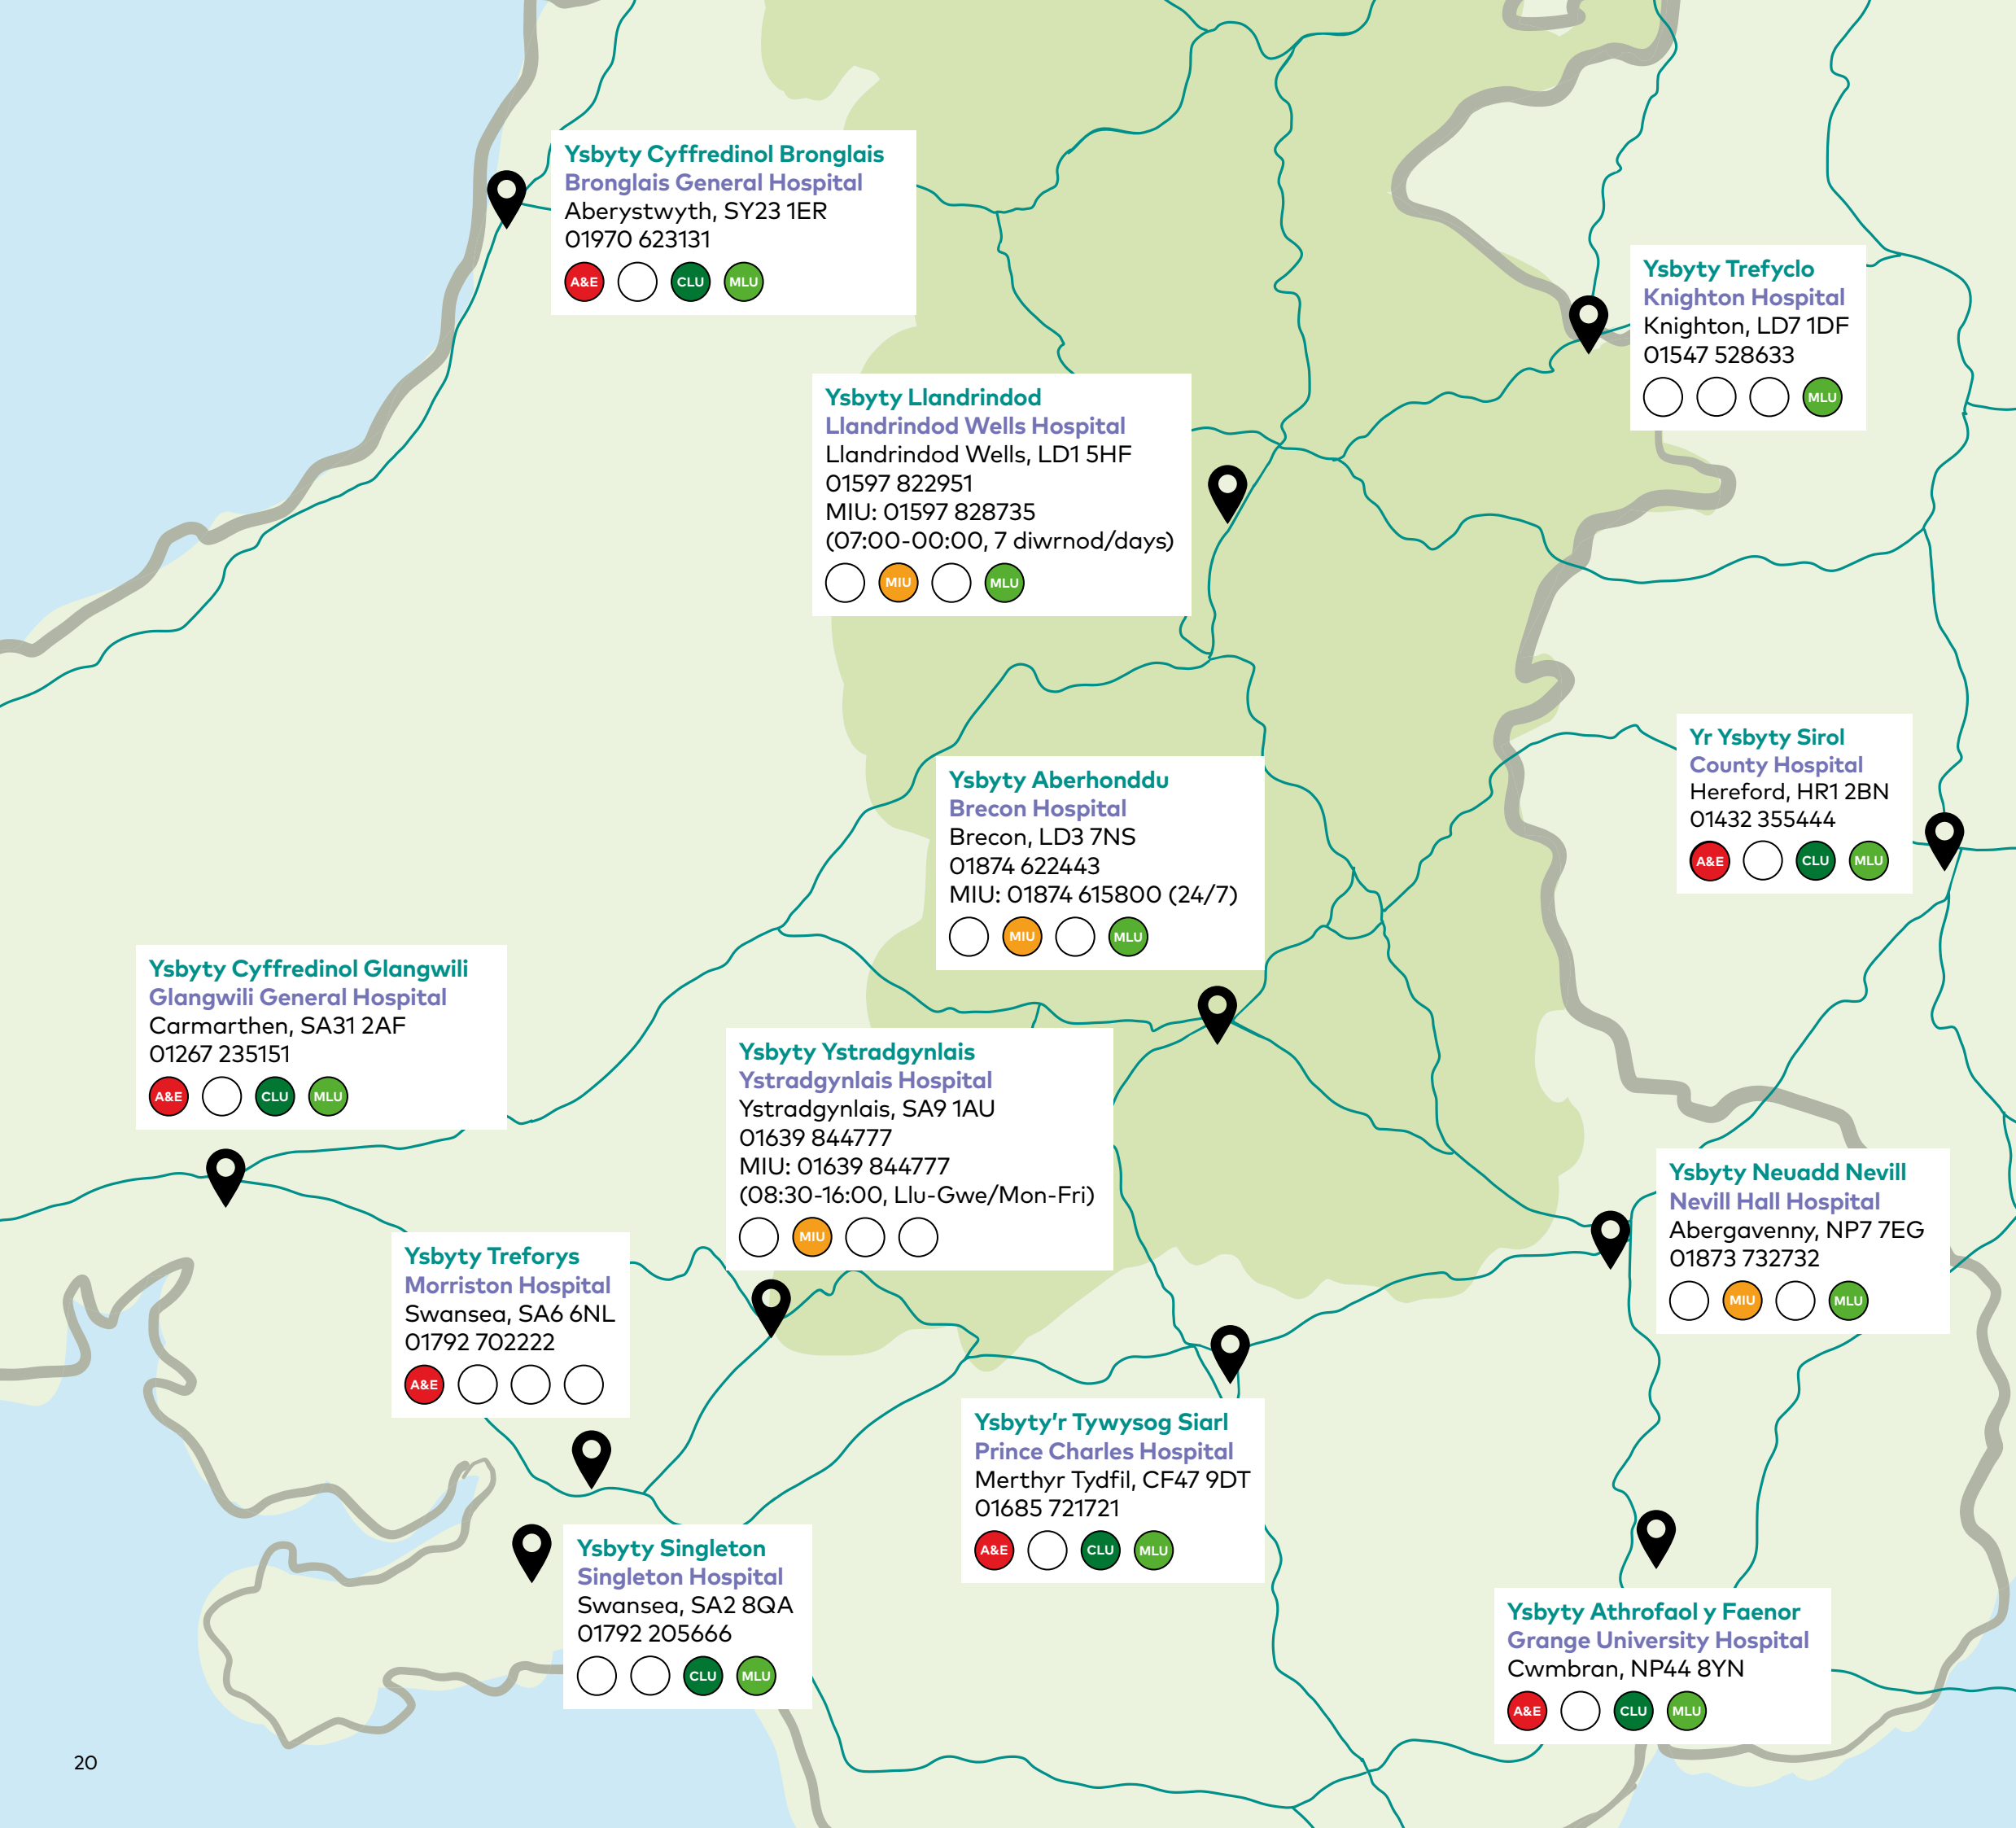 Ysbyty Cyffredinol Bronglais
Bronglais General Hospital
Aberystwyth, SY23 1ER
01970 623131
A&E CLU MLU
Ysbyty Trefyclo
Knighton Hospital
Knighton, LD7 1DF
01547 528633
MLU
Ysbyty Llandrindod
Llandrindod Wells Hospital
Llandrindod Wells, LD1 5HF
01597 822951
MIU: 01597 828735
(07:00-00:00, 7 diwrnod/days)
MIU MLU
Yr Ysbyty Sirol
County Hospital
Hereford, HR1 2BN
01432 355444
A&E CLU MLU
Ysbyty Aberhonddu
Brecon Hospital
Brecon, LD3 7NS
01874 622443
MIU: 01874 615800 (24/7)
MIU MLU
Ysbyty Cyffredinol Glangwili
Glangwili General Hospital
Carmarthen, SA31 2AF
01267 235151
A&E CLU MLU
Ysbyty Ystradgynlais
Ystradgynlais Hospital
Ystradgynlais, SA9 1AU
01639 844777
MIU: 01639 844777
(08:30-16:00, Llu-Gwe/Mon-Fri)
MIU
Ysbyty Neuadd Nevill
Nevill Hall Hospital
Abergavenny, NP7 7EG
01873 732732
MIU MLU
Ysbyty Treforys
Morriston Hospital
Swansea, SA6 6NL
01792 702222
A&E
Ysbyty'r Tywysog Siarl
Prince Charles Hospital
Merthyr Tydfil, CF47 9DT
01685 721721
A&E CLU MLU
Ysbyty Singleton
Singleton Hospital
Swansea, SA2 8QA
01792 205666
CLU MLU
Ysbyty Athrofaol y Faenor
Grange University Hospital
Cwmbran, NP44 8YN
A&E CLU MLU
20